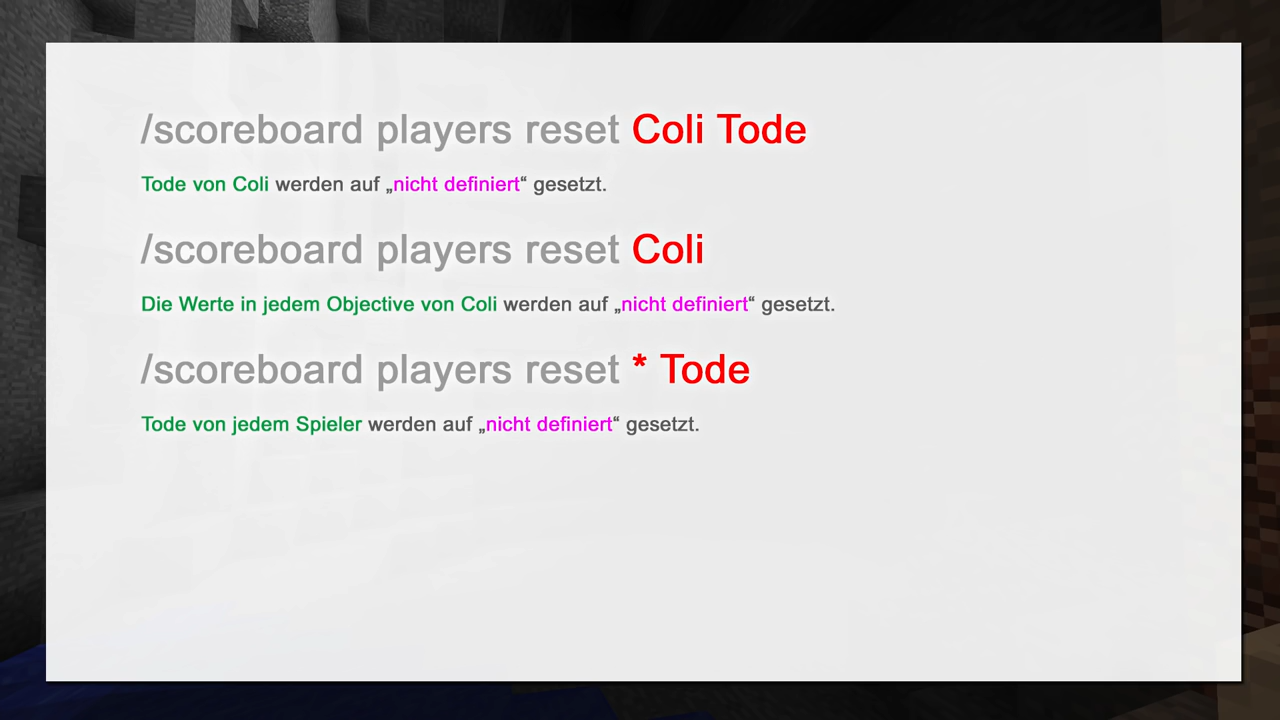 /scoreboard players reset Coli Tode
Tode von Coli werden auf „nicht definiert“ gesetzt.
/scoreboard players reset Coli
Die Werte in jedem Objective von Coli werden auf „nicht definiert“ gesetzt.
/scoreboard players reset * Tode
Tode von jedem Spieler werden auf „nicht definiert“ gesetzt.